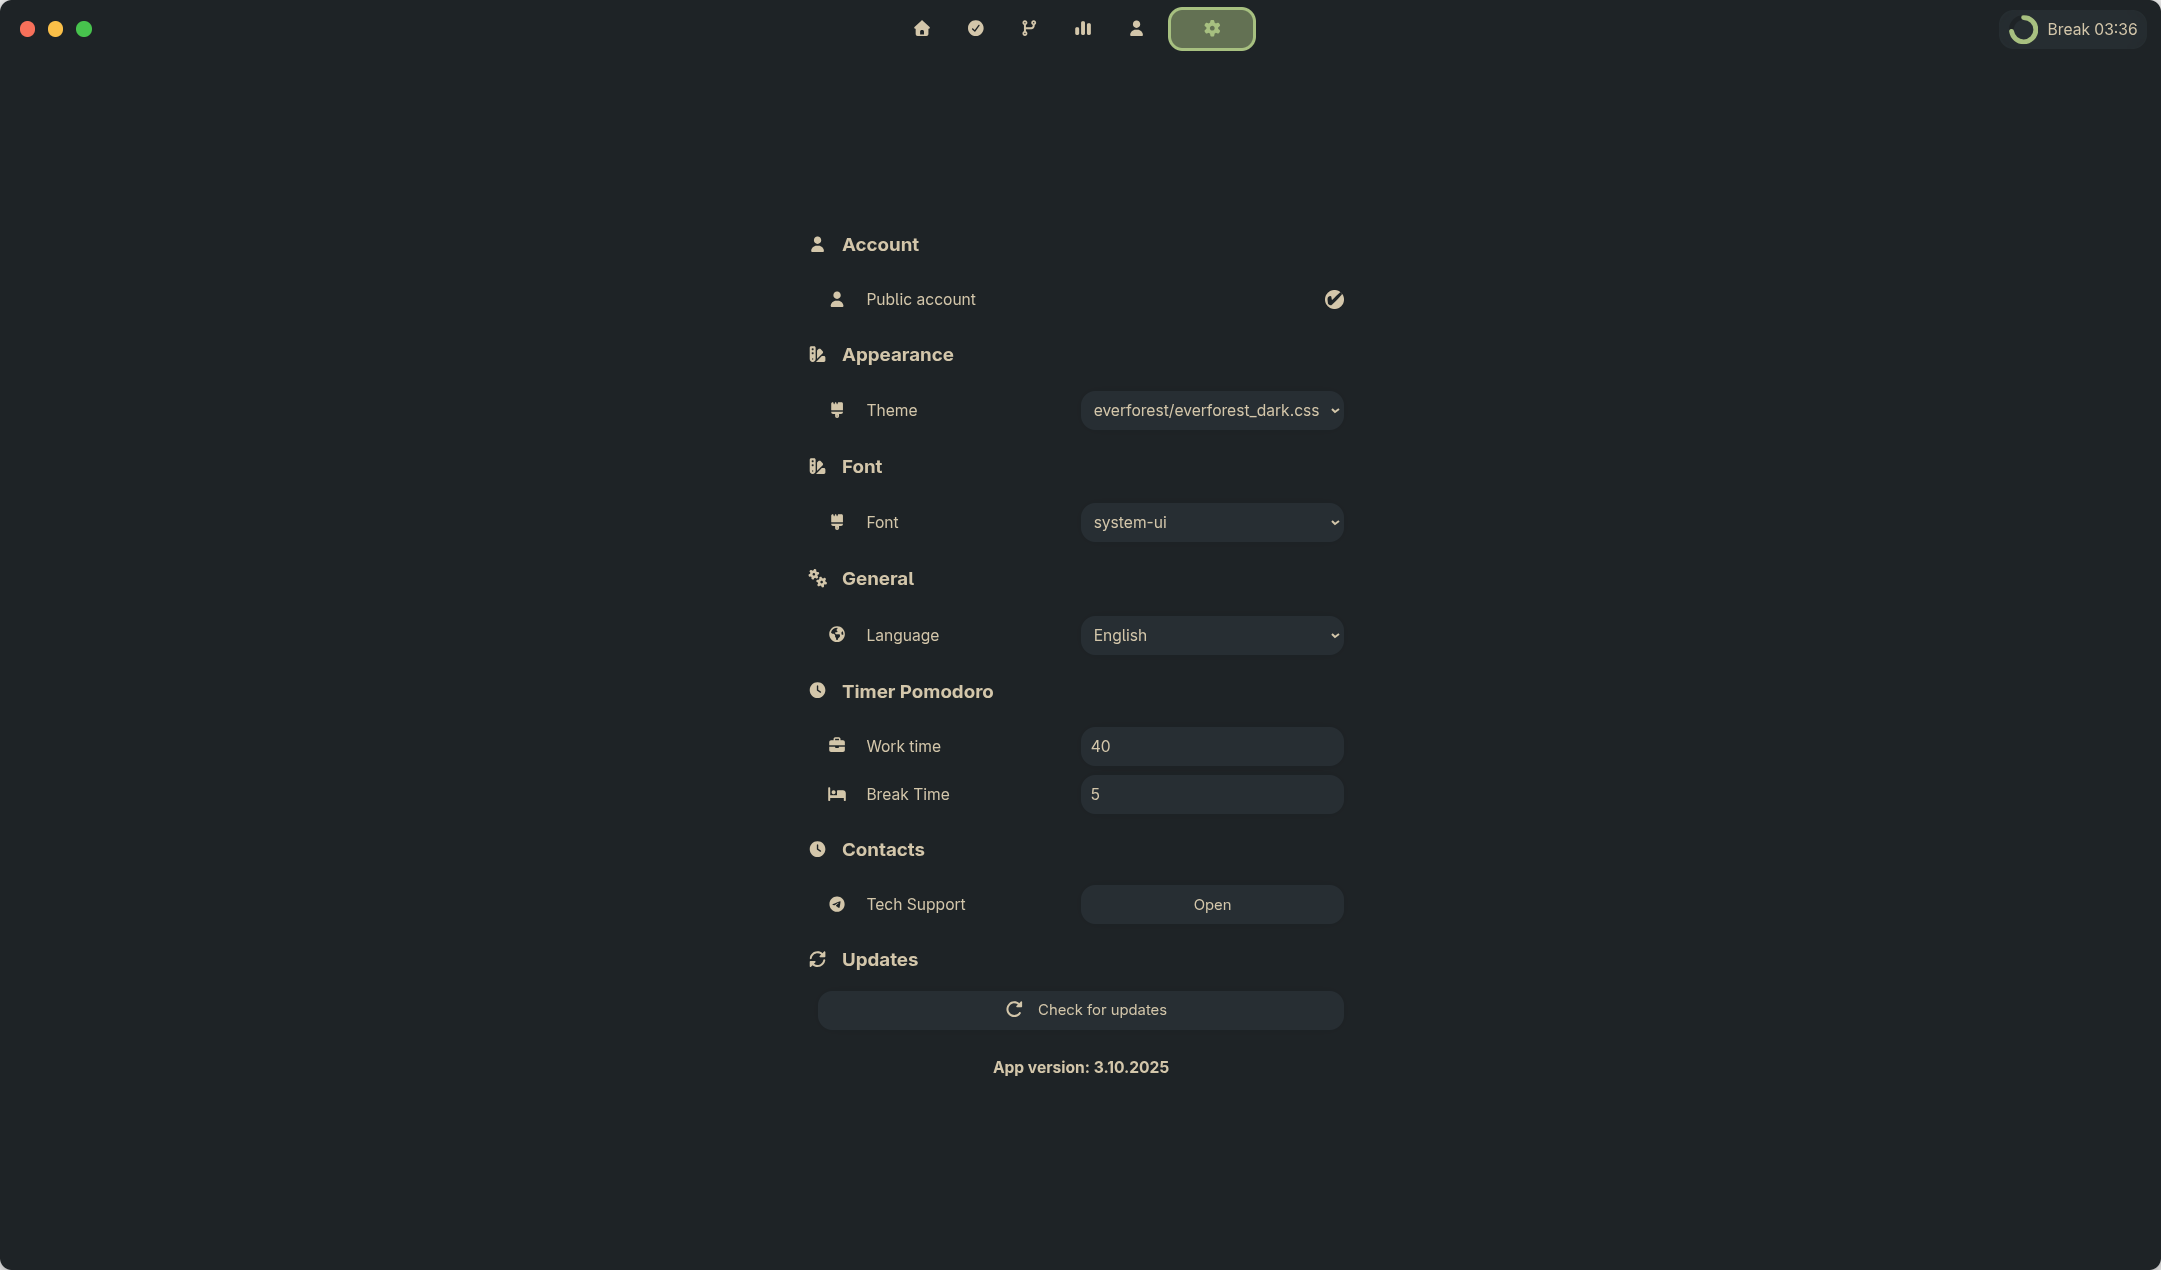 Break 03:36
Account
Public account
Appearance
Theme everforest/everforest_dark.css
Font
Font system-ui
General
Language English
Timer Pomodoro
Work time 40
Break Time 5
Contacts
Tech Support Open
Updates
Check for updates
App version: 3.10.2025